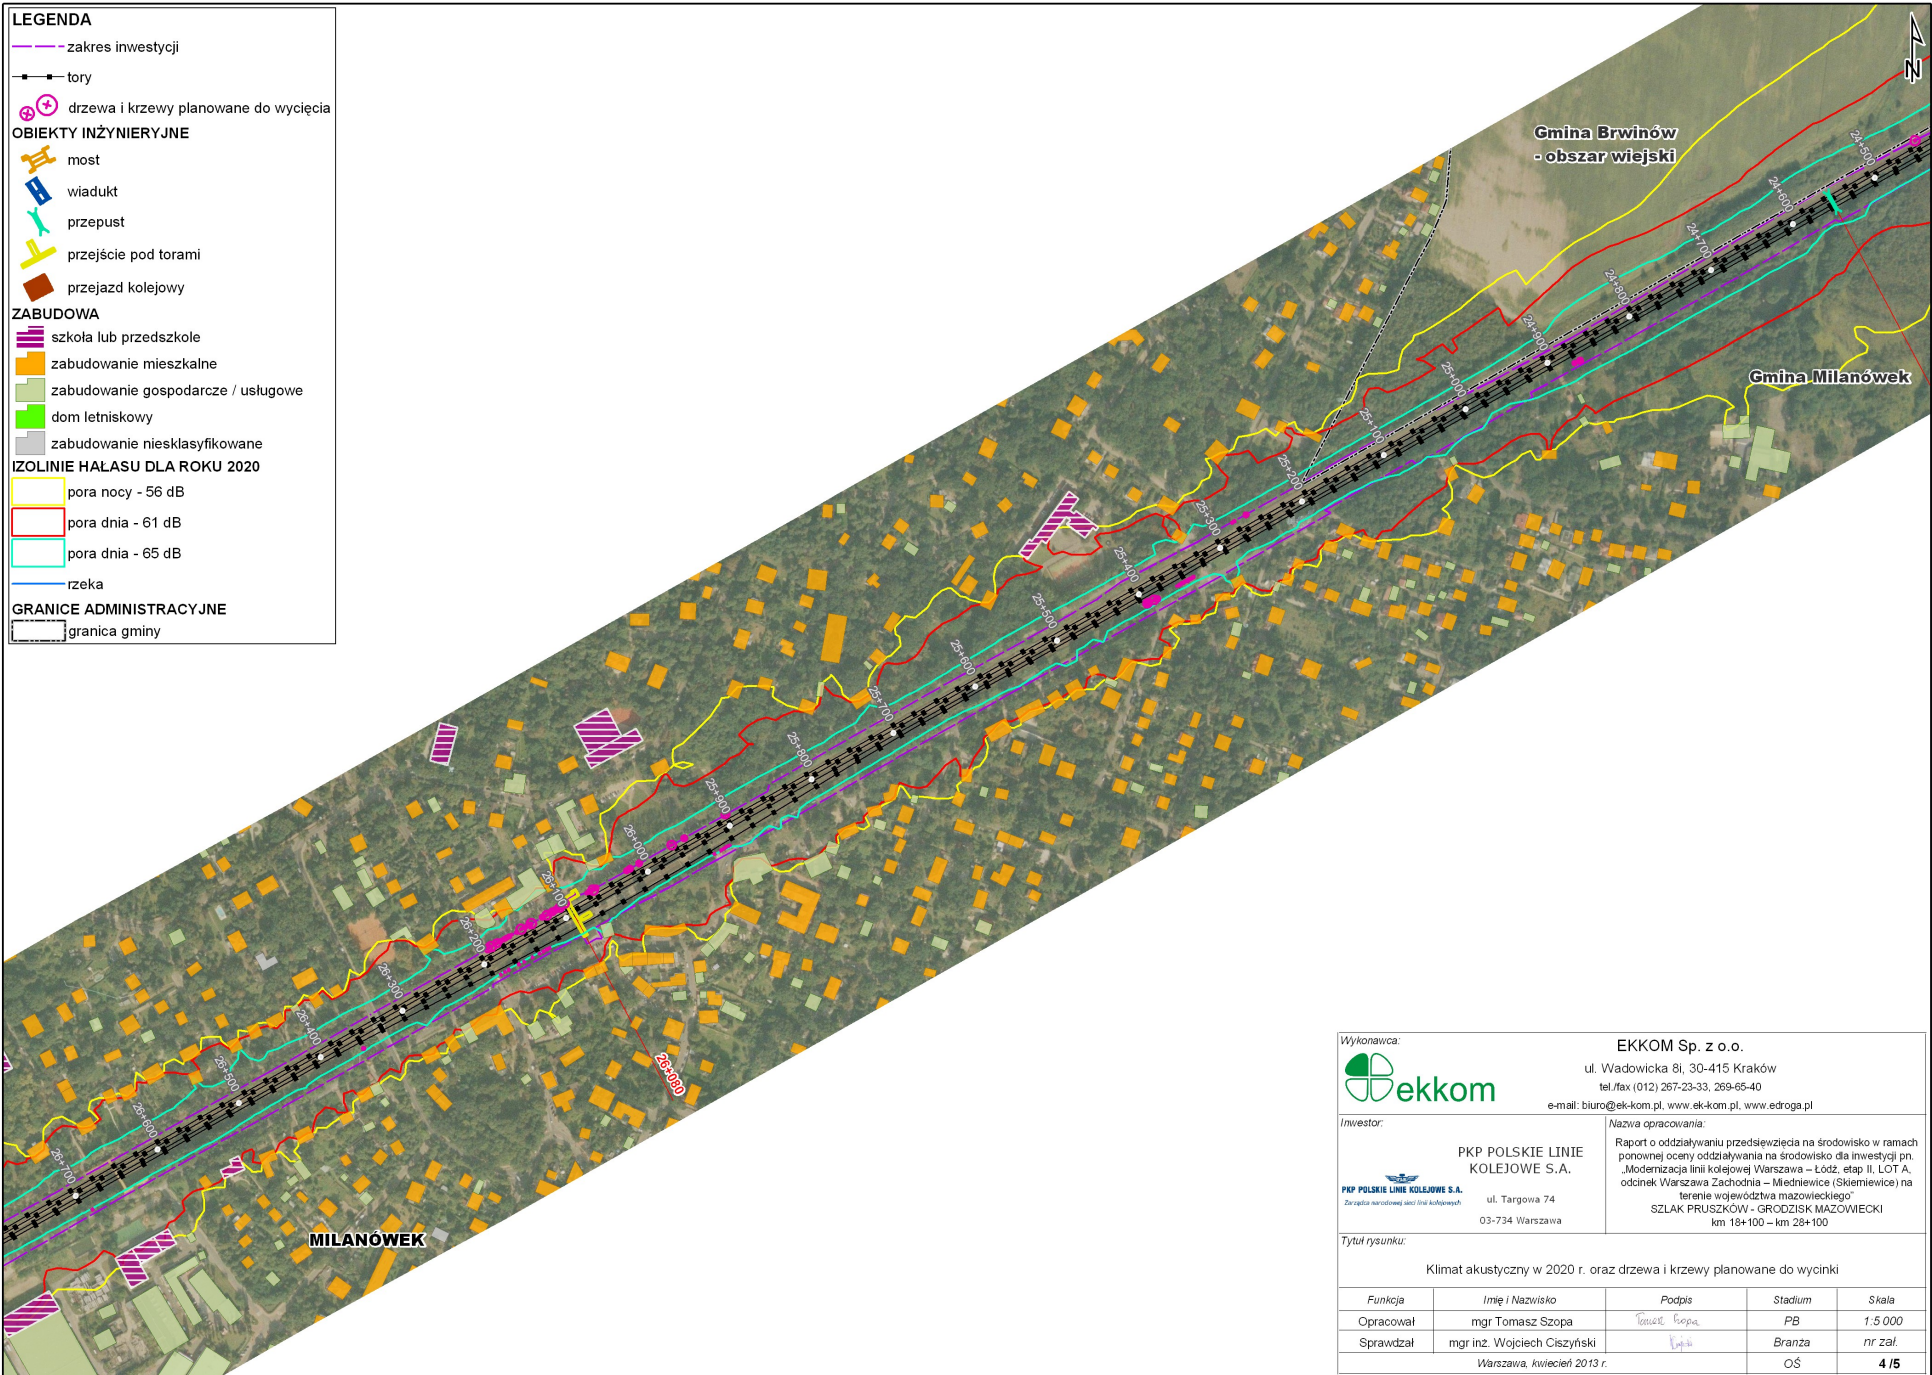 LEGENDA
zakres inwestycji
tory
drzewa i krzewy planowane do wycięcia
OBIEKTY INŻYNIERYJNE
most
wiadukt
przepust
przejście pod torami
przejazd kolejowy
ZABUDOWA
szkoła lub przedszkole
zabudowanie mieszkalne
zabudowanie gospodarcze / usługowe
dom letniskowy
zabudowanie niesklasyfikowane
IZOLINIE HAŁASU DLA ROKU 2020
pora nocy - 56 dB
pora dnia - 61 dB
pora dnia - 65 dB
rzeka
GRANICE ADMINISTRACYJNE
granica gminy
N
Gmina Brwinów
- obszar wiejski
Gmina Milanówek
24+500
24+600
24+700
24+800
24+900
25+000
25+100
25+200
25+300
25+400
25+500
25+600
25+700
25+800
25+900
26+000
26+100
26+200
26+300
26+400
26+500
26+600
26+700
26+080
MILANÓWEK
Wykonawca:
ekkom
EKKOM Sp. z o.o.
ul. Wadowicka 8i, 30-415 Kraków
tel./fax (012) 267-23-33, 269-65-40
e-mail: biuro@ek-kom.pl, www.ek-kom.pl, www.edroga.pl
Inwestor:
PKP POLSKIE LINIE
KOLEJOWE S.A.
PKP POLSKIE LINIE KOLEJOWE S.A.
Zarządca narodowej sieci linii kolejowych
ul. Targowa 74
03-734 Warszawa
Nazwa opracowania:
Raport o oddziaływaniu przedsięwzięcia na środowisko w ramach
ponownej oceny oddziaływania na środowisko dla inwestycji pn.
„Modernizacja linii kolejowej Warszawa – Łódź, etap II, LOT A,
odcinek Warszawa Zachodnia – Miedniewice (Skierniewice) na
terenie województwa mazowieckiego”
SZLAK PRUSZKÓW - GRODZISK MAZOWIECKI
km 18+100 – km 28+100
Tytuł rysunku:
Klimat akustyczny w 2020 r. oraz drzewa i krzewy planowane do wycinki
Funkcja Imię i Nazwisko Podpis Stadium Skala
Opracował mgr Tomasz Szopa Tomasz Szopa PB 1:5 000
Sprawdzał mgr inż. Wojciech Ciszyński Branża nr zał.
Warszawa, kwiecień 2013 r. OŚ 4 /5